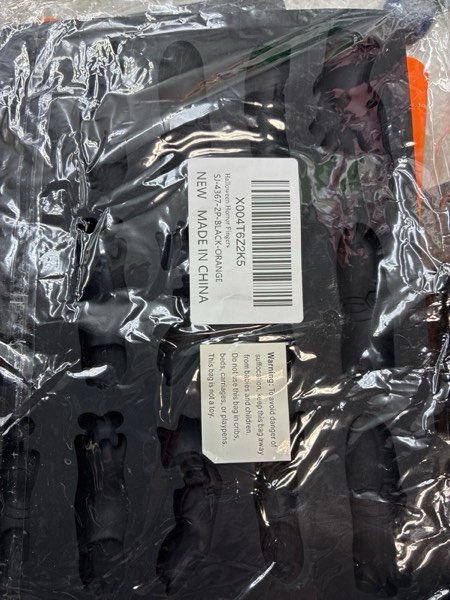 X004T6Z2K5
Halloween Horror Fingers
SJ-4367-2P-BLACK-ORANGE
NEW MADE IN CHINA
Warning: To avoid danger of
suffocation, keep this bag away
from babies and children.
Do not use this bag in cribs,
beds, carriages, or playpens.
This bag is not a toy.